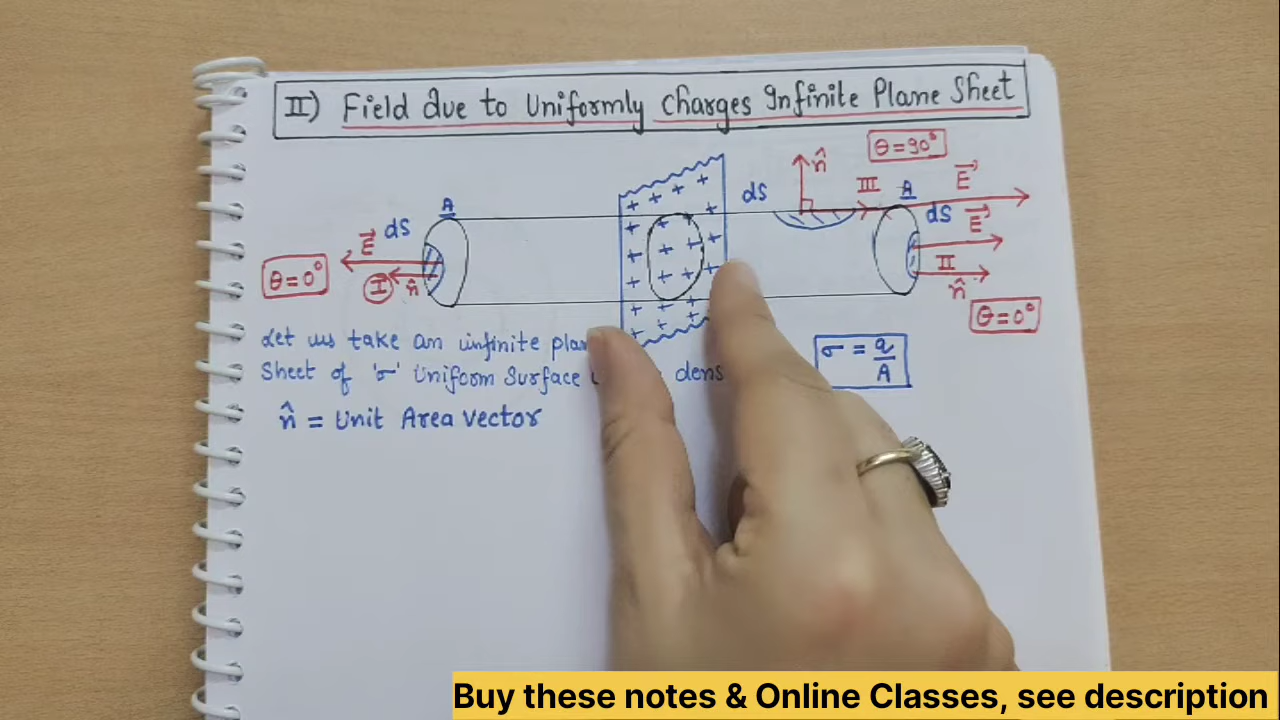 II) Field due to Uniformly Charges Infinite Plane Sheet
θ=90°
n̂
III
A
E⃗
ds
ds
E⃗
II
n̂
θ=0°
A
ds
E⃗
θ=0°
I
n̂
Let us take an infinite
Sheet of 'σ' Uniform Surface
σ = q/A
n̂ = Unit Area Vector
Buy these notes & Online Classes, see description